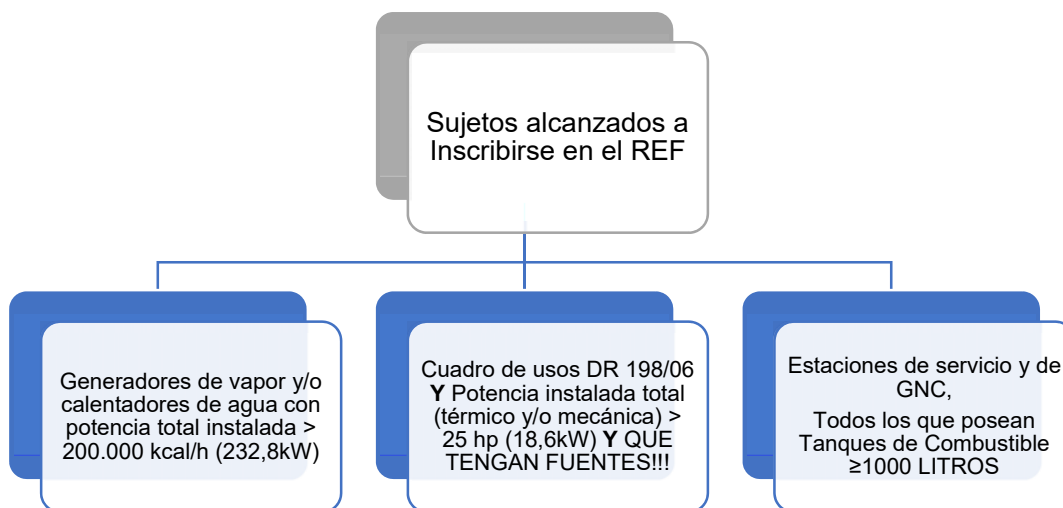 Sujetos alcanzados a
Inscribirse en el REF
Generadores de vapor y/o
calentadores de agua con
potencia total instalada >
200.000 kcal/h (232,8kW)
Cuadro de usos DR 198/06
Y Potencia instalada total
(térmico y/o mecánica) >
25 hp (18,6kW) Y QUE
TENGAN FUENTES!!!
Estaciones de servicio y de
GNC,
Todos los que posean
Tanques de Combustible
≥1000 LITROS